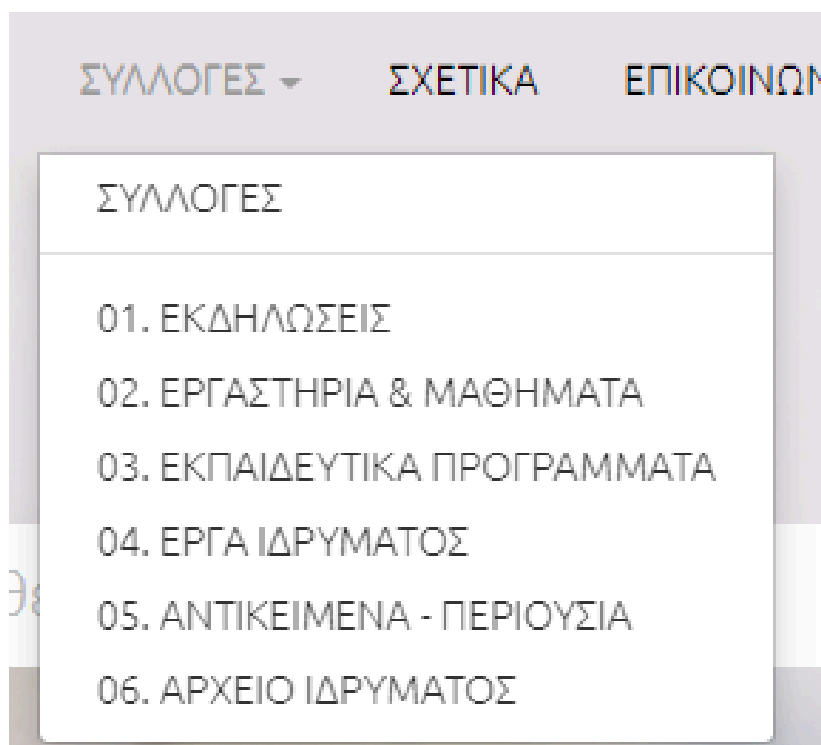 ΣΥΛΛΟΓΕΣ ΣΧΕΤΙΚΑ
ΣΥΛΛΟΓΕΣ
01. ΕΚΔΗΛΩΣΕΙΣ
02. ΕΡΓΑΣΤΗΡΙΑ & ΜΑΘΗΜΑΤΑ
03. ΕΚΠΑΙΔΕΥΤΙΚΑ ΠΡΟΓΡΑΜΜΑΤΑ
04. ΕΡΓΑ ΙΔΡΥΜΑΤΟΣ
05. ΑΝΤΙΚΕΙΜΕΝΑ - ΠΕΡΙΟΥΣΙΑ
06. ΑΡΧΕΙΟ ΙΔΡΥΜΑΤΟΣ